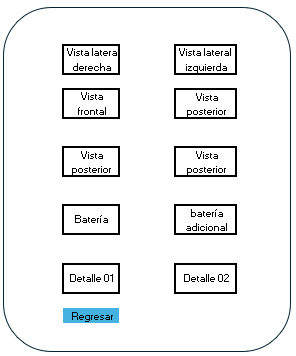 Vista latera
derecha
Vista lateral
izquierda
Vista
frontal
Vista
posterior
Vista
posterior
Vista
posterior
Batería
batería
adicional
Detalle 01
Detalle 02
Regresar